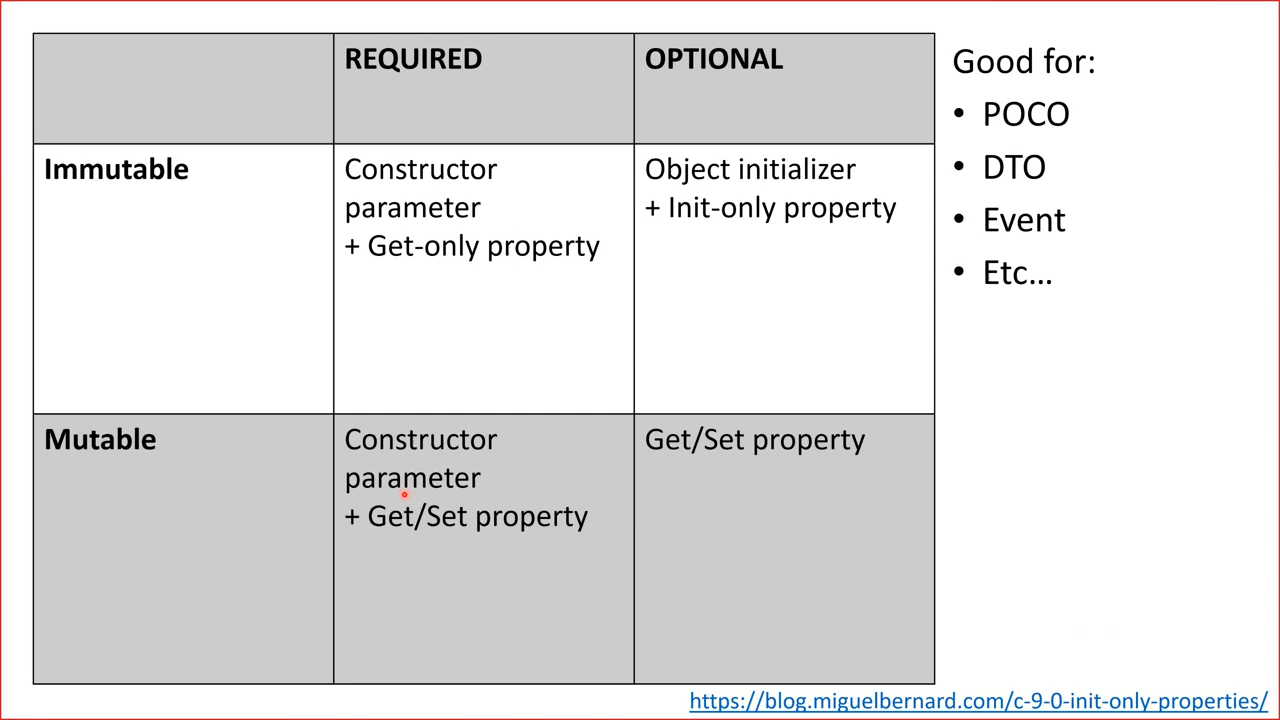 REQUIRED
OPTIONAL
Immutable
Constructor
parameter
+ Get-only property
Object initializer
+ Init-only property
Mutable
Constructor
parameter
+ Get/Set property
Get/Set property
Good for:
• POCO
• DTO
• Event
• Etc...
https://blog.miguelbernard.com/c-9-0-init-only-properties/